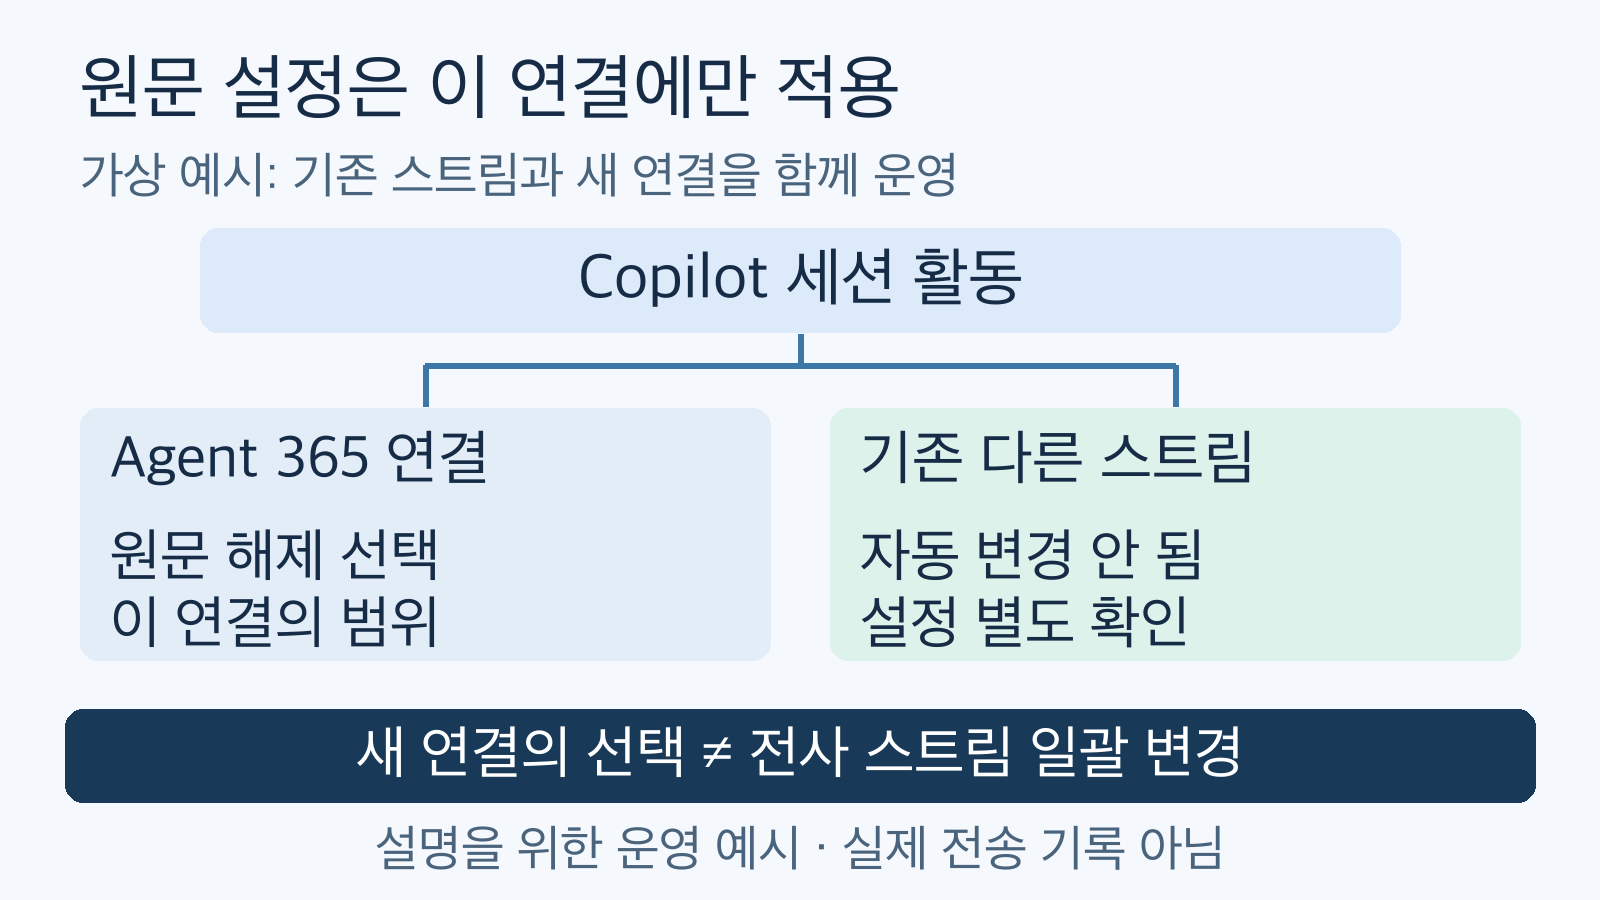 원문 설정은 이 연결에만 적용
가상 예시: 기존 스트림과 새 연결을 함께 운영
Copilot 세션 활동
Agent 365 연결
원문 해제 선택
이 연결의 범위
기존 다른 스트림
자동 변경 안 됨
설정 별도 확인
새 연결의 선택 ≠ 전사 스트림 일괄 변경
설명을 위한 운영 예시 · 실제 전송 기록 아님